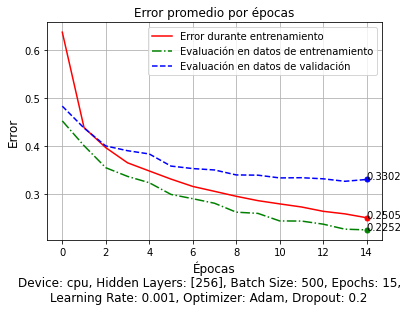 Error promedio por épocas
Error durante entrenamiento
Evaluación en datos de entrenamiento
Evaluación en datos de validación
0.6
0.5
0.4
0.3
Error
0.3302
0.2505
0.2252
0 2 4 6 8 10 12 14
Épocas
Device: cpu, Hidden Layers: [256], Batch Size: 500, Epochs: 15,
Learning Rate: 0.001, Optimizer: Adam, Dropout: 0.2